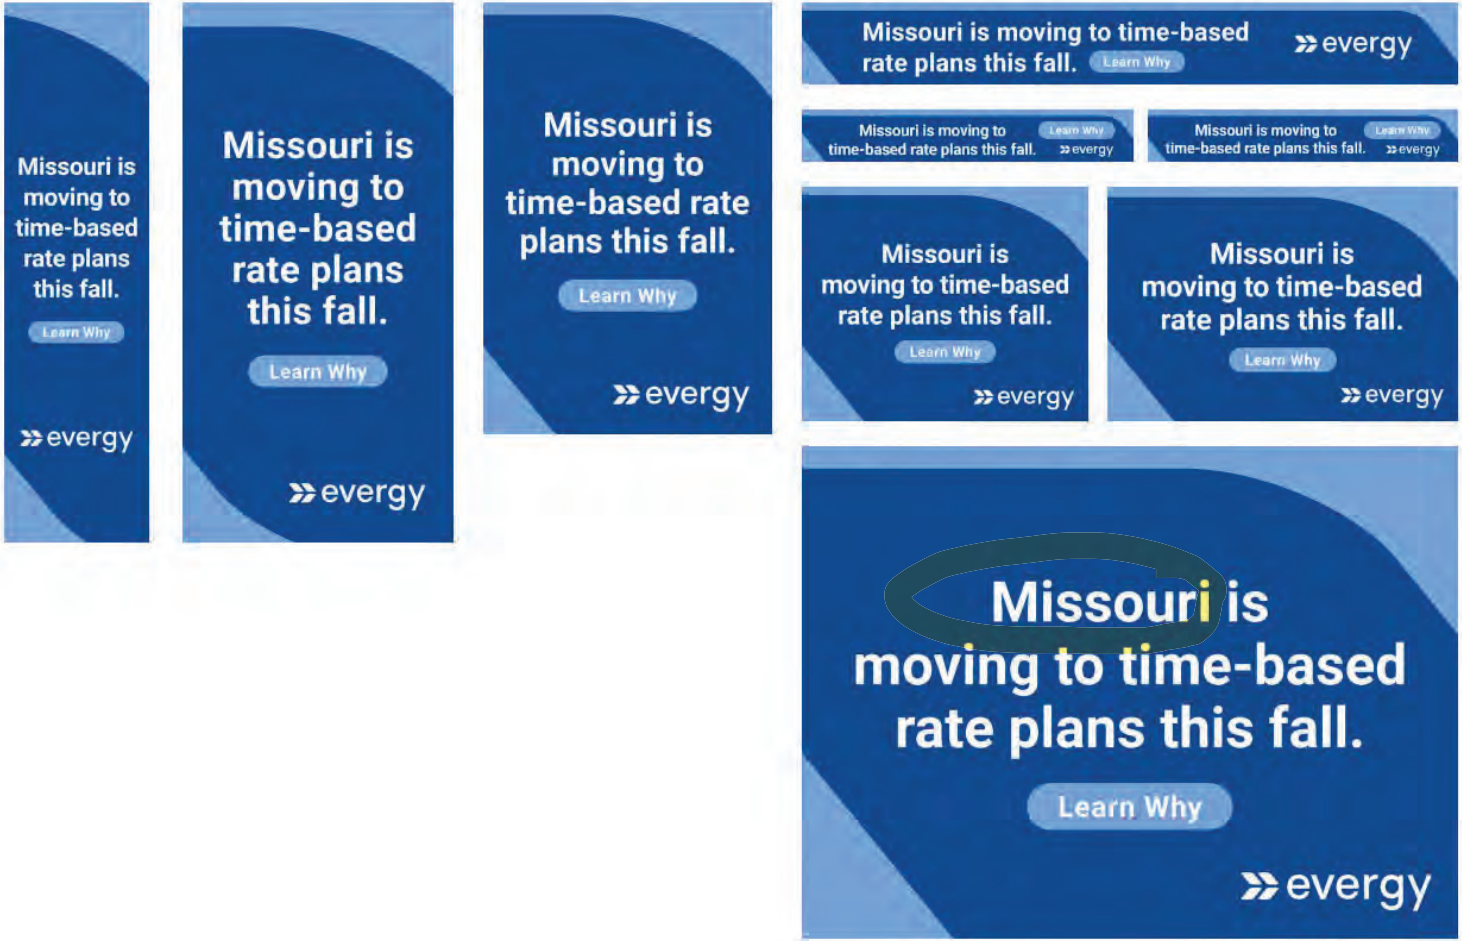 Missouri is
moving to
time-based
rate plans
this fall.
Learn Why
evergy
Missouri is
moving to
time-based
rate plans
this fall.
Learn Why
evergy
Missouri is
moving to
time-based rate
plans this fall.
Learn Why
evergy
Missouri is moving to time-based
rate plans this fall. Learn Why
evergy
Missouri is moving to
time-based rate plans this fall.
Learn Why
evergy
Missouri is moving to
time-based rate plans this fall.
Learn Why
evergy
Missouri is
moving to time-based
rate plans this fall.
Learn Why
evergy
Missouri is
moving to time-based
rate plans this fall.
Learn Why
evergy
Missouri is
moving to time-based
rate plans this fall.
Learn Why
evergy